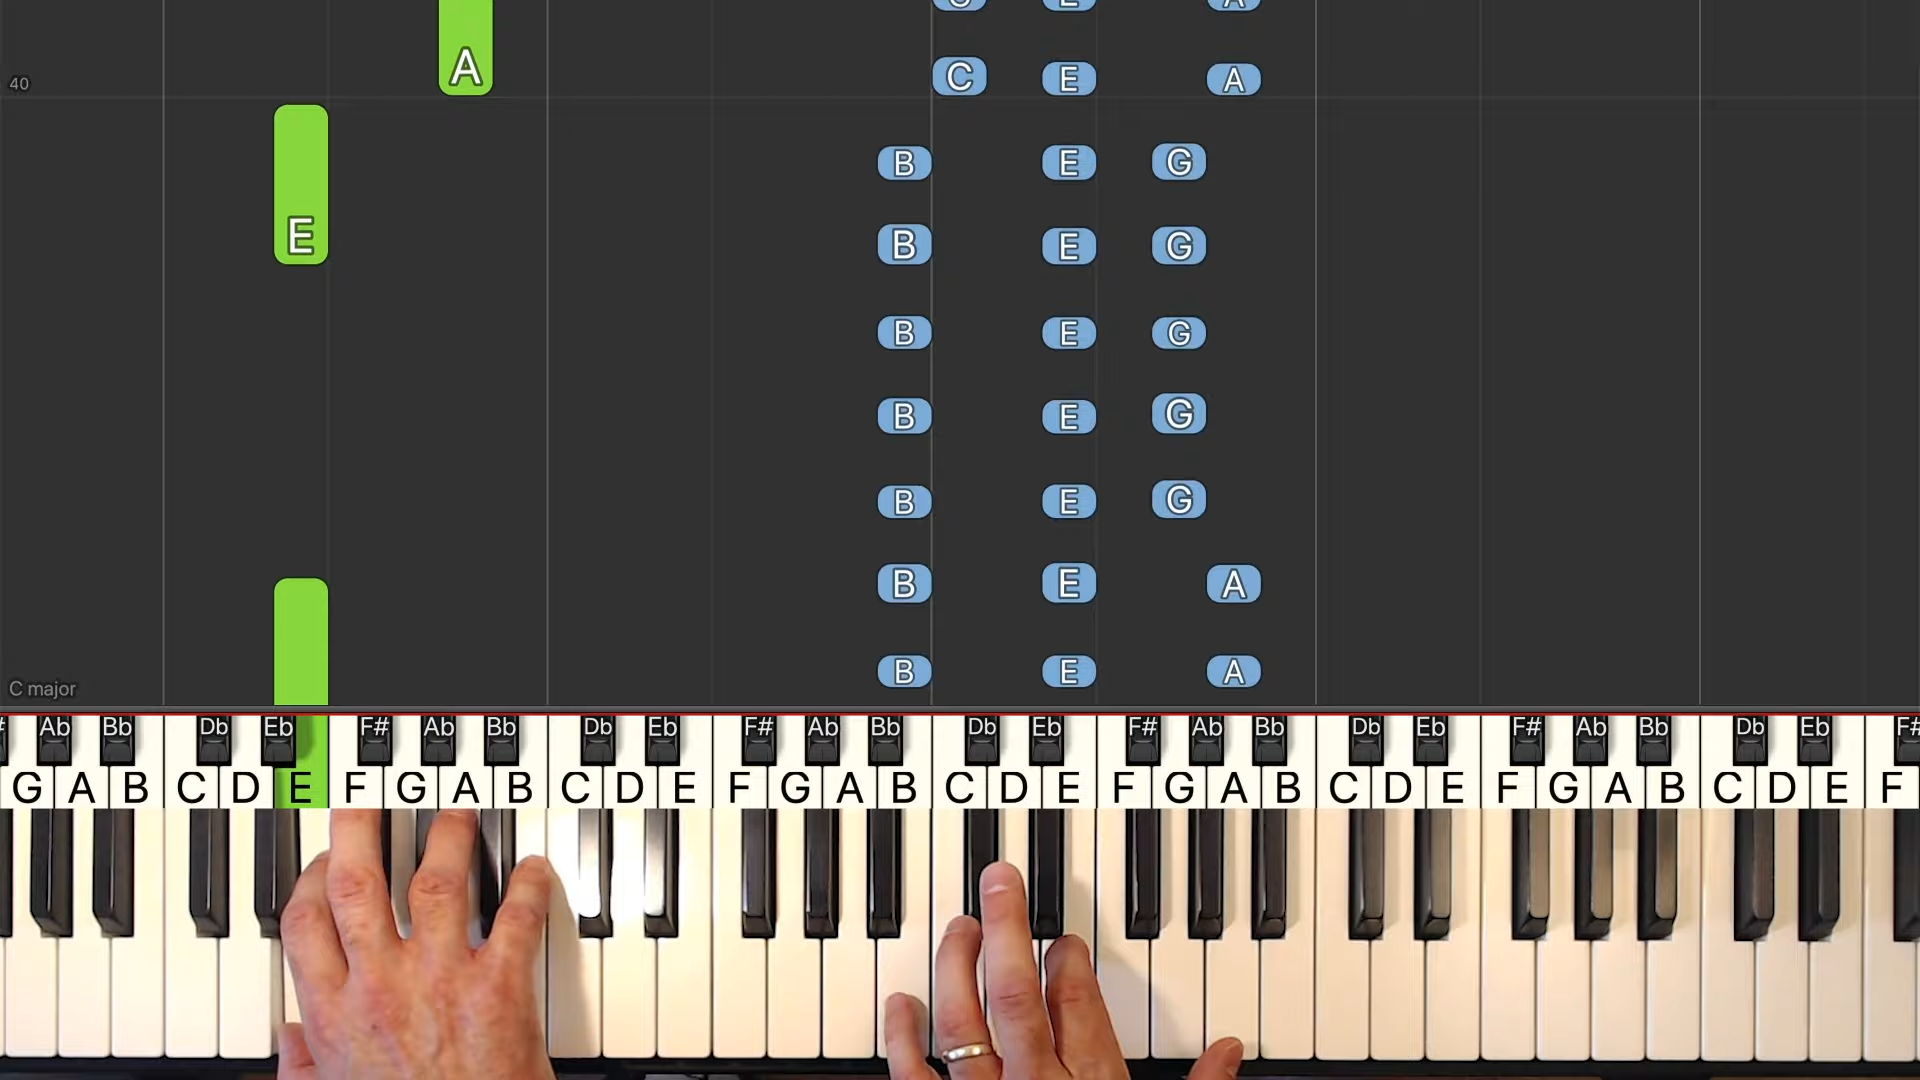 C E A
A
40 C E A
B E G
E B E G
B E G
B E G
B E G
B E A
C major B E A
Ab Bb Db Eb F# Ab Bb Db Eb F# Ab Bb Db Eb F# Ab Bb Db Eb F# Ab Bb Db Eb F#
G A B C D E F G A B C D E F G A B C D E F G A B C D E F G A B C D E F